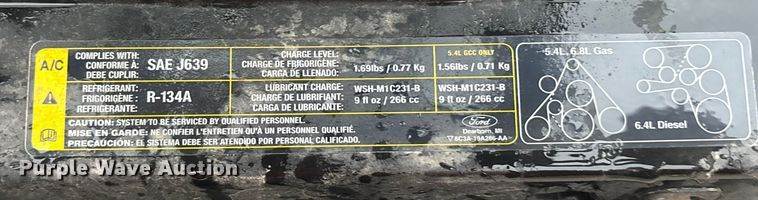 A/C
COMPLIES WITH:
CONFORME A:
DEBE CUPLIR:
SAE J639
CHARGE LEVEL:
CHARGE DE FRIGORIGÈNE:
CARGA DE LLENADO:
1.69lbs / 0.77 Kg
5.4L GCC ONLY
1.56lbs / 0.71 Kg
REFRIGERANT:
FRIGORIGÈNE:
REFRIGERANTE:
R-134A
LUBRICANT CHARGE:
CHARGE DE LUBRIFIANT:
CARGA DE LUBRICANTE:
WSH-M1C231-B
9 fl oz / 266 cc
WSH-M1C231-B
9 fl oz / 266 cc
CAUTION: SYSTEM TO BE SERVICED BY QUALIFIED PERSONNEL.
MISE EN GARDE: NE CONFIER L'ENTRETIEN QU'À UN PERSONNEL QUALIFIÉ.
PRECAUCIÓN: EL SISTEMA DEBE SER ATENDIDO POR PERSONAL CALIFICADO.
Ford
Dearborn, MI
6C3A-19A286-AA
5.4L, 6.8L Gas
6.4L Diesel
Purple Wave Auction